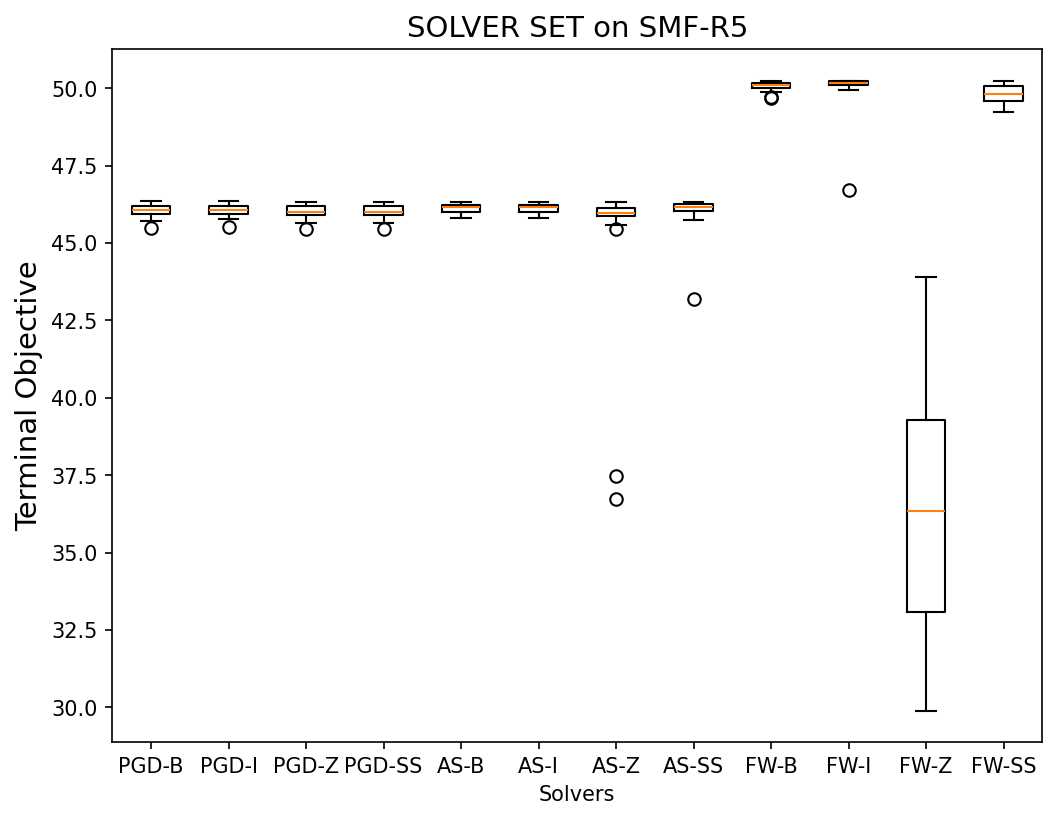 SOLVER SET on SMF-R5
Terminal Objective
50.0
47.5
45.0
42.5
40.0
37.5
35.0
32.5
30.0
PGD-B PGD-I PGD-Z PGD-SS AS-B AS-I AS-Z AS-SS FW-B FW-I FW-Z FW-SS
Solvers